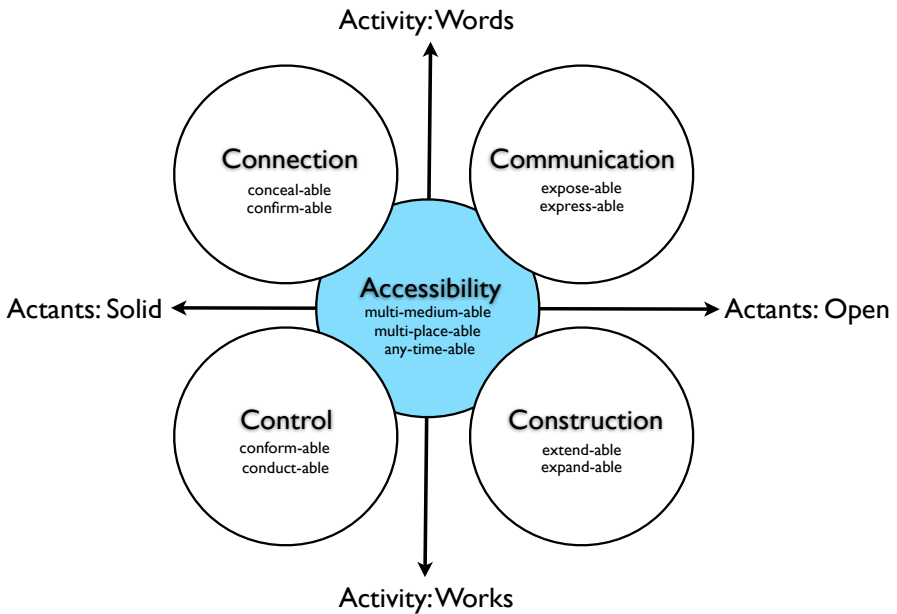 Activity: Words
Connection
conceal-able
confirm-able
Communication
expose-able
express-able
Accessibility
multi-medium-able
multi-place-able
any-time-able
Actants: Solid
Actants: Open
Control
conform-able
conduct-able
Construction
extend-able
expand-able
Activity: Works